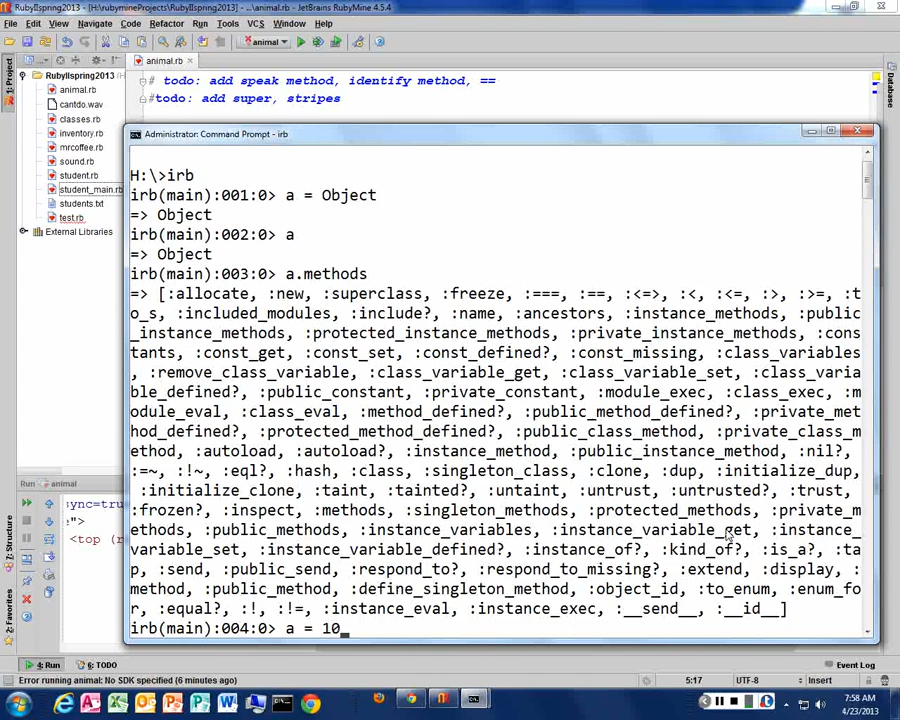 RubyIIspring2013 - [H:\rubymineProjects\RubyIIspring2013] - ...\animal.rb - JetBrains RubyMine 4.5.4
File Edit View Navigate Code Refactor Run Tools VCS Window Help
animal
1: Project
RubyIIspring2013
animal.rb
cantdo.wav
classes.rb
inventory.rb
mrcoffee.rb
sound.rb
student.rb
student_main.rb
students.txt
test.rb
External Libraries
animal.rb
# todo: add speak method, identify method, ==
#todo: add super, stripes
Database
Administrator: Command Prompt - irb
H:\>irb
irb(main):001:0> a = Object
=> Object
irb(main):002:0> a
=> Object
irb(main):003:0> a.methods
=> [:allocate, :new, :superclass, :freeze, :===, :==, :<=>, :<, :<=, :>, :>=, :t
o_s, :included_modules, :include?, :name, :ancestors, :instance_methods, :public
_instance_methods, :protected_instance_methods, :private_instance_methods, :cons
tants, :const_get, :const_set, :const_defined?, :const_missing, :class_variables
, :remove_class_variable, :class_variable_get, :class_variable_set, :class_varia
ble_defined?, :public_constant, :private_constant, :module_exec, :class_exec, :m
odule_eval, :class_eval, :method_defined?, :public_method_defined?, :private_met
hod_defined?, :protected_method_defined?, :public_class_method, :private_class_m
ethod, :autoload, :autoload?, :instance_method, :public_instance_method, :nil?,
:=~, :!~, :eql?, :hash, :class, :singleton_class, :clone, :dup, :initialize_dup,
:initialize_clone, :taint, :tainted?, :untaint, :untrust, :untrusted?, :trust,
:frozen?, :inspect, :methods, :singleton_methods, :protected_methods, :private_m
ethods, :public_methods, :instance_variables, :instance_variable_get, :instance_
variable_set, :instance_variable_defined?, :instance_of?, :kind_of?, :is_a?, :ta
p, :send, :public_send, :respond_to?, :respond_to_missing?, :extend, :display, :
method, :public_method, :define_singleton_method, :object_id, :to_enum, :enum_fo
r, :equal?, :!, :!=, :instance_eval, :instance_exec, :__send__, :__id__]
irb(main):004:0> a = 10
Run animal
sync=true
e">
<top (r
7: Structure
2: Favorites
4: Run 6: TODO Event Log
Error running animal: No SDK specified (6 minutes ago) 5:17 UTF-8 Insert
7:58 AM
4/23/2013